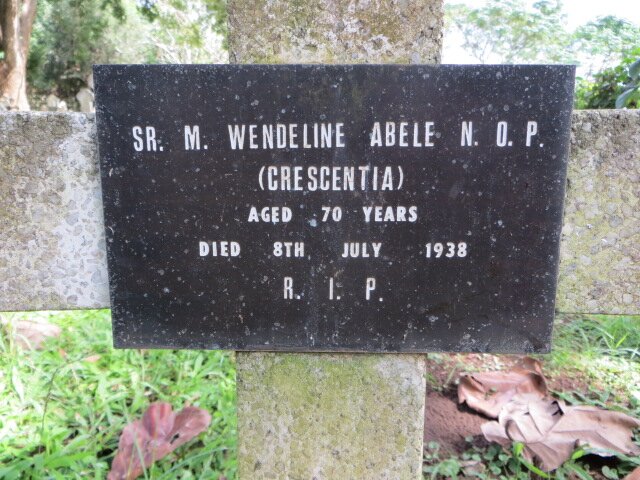 SR. M. WENDELINE ABELE N. O. P.
(CRESCENTIA)
AGED 70 YEARS
DIED 8TH JULY 1938
R. I. P.